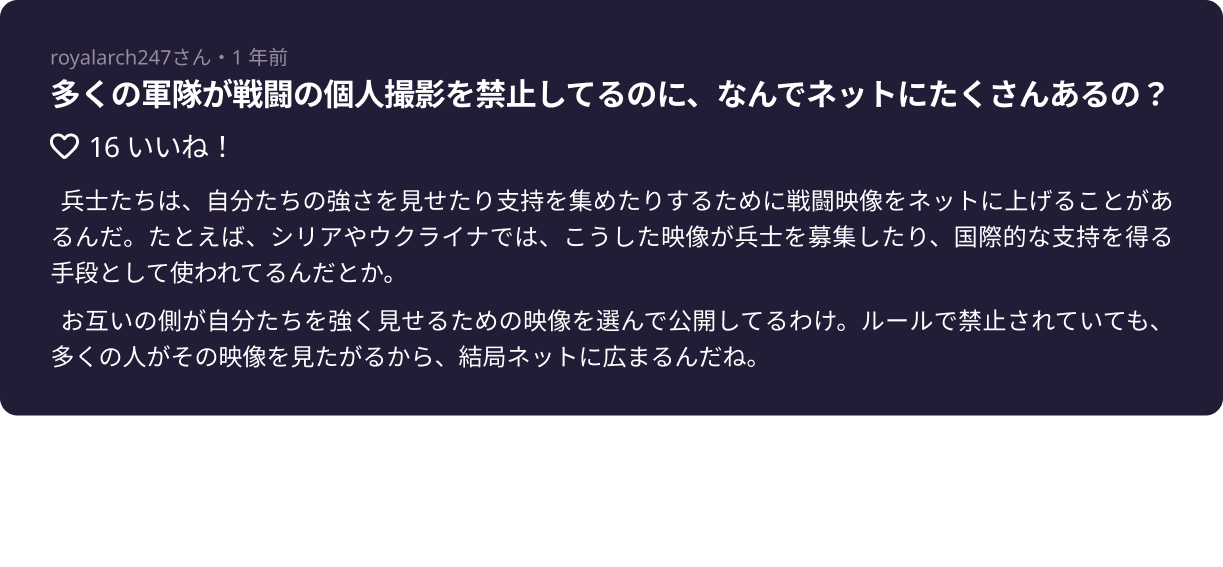 royalarch247さん・1 年前
多くの軍隊が戦闘の個人撮影を禁止してるのに、なんでネットにたくさんあるの？
16 いいね！
兵士たちは、自分たちの強さを見せたり支持を集めたりするために戦闘映像をネットに上げることがあ
るんだ。たとえば、シリアやウクライナでは、こうした映像が兵士を募集したり、国際的な支持を得る
手段として使われてるんだとか。
お互いの側が自分たちを強く見せるための映像を選んで公開してるわけ。ルールで禁止されていても、
多くの人がその映像を見たがるから、結局ネットに広まるんだね。